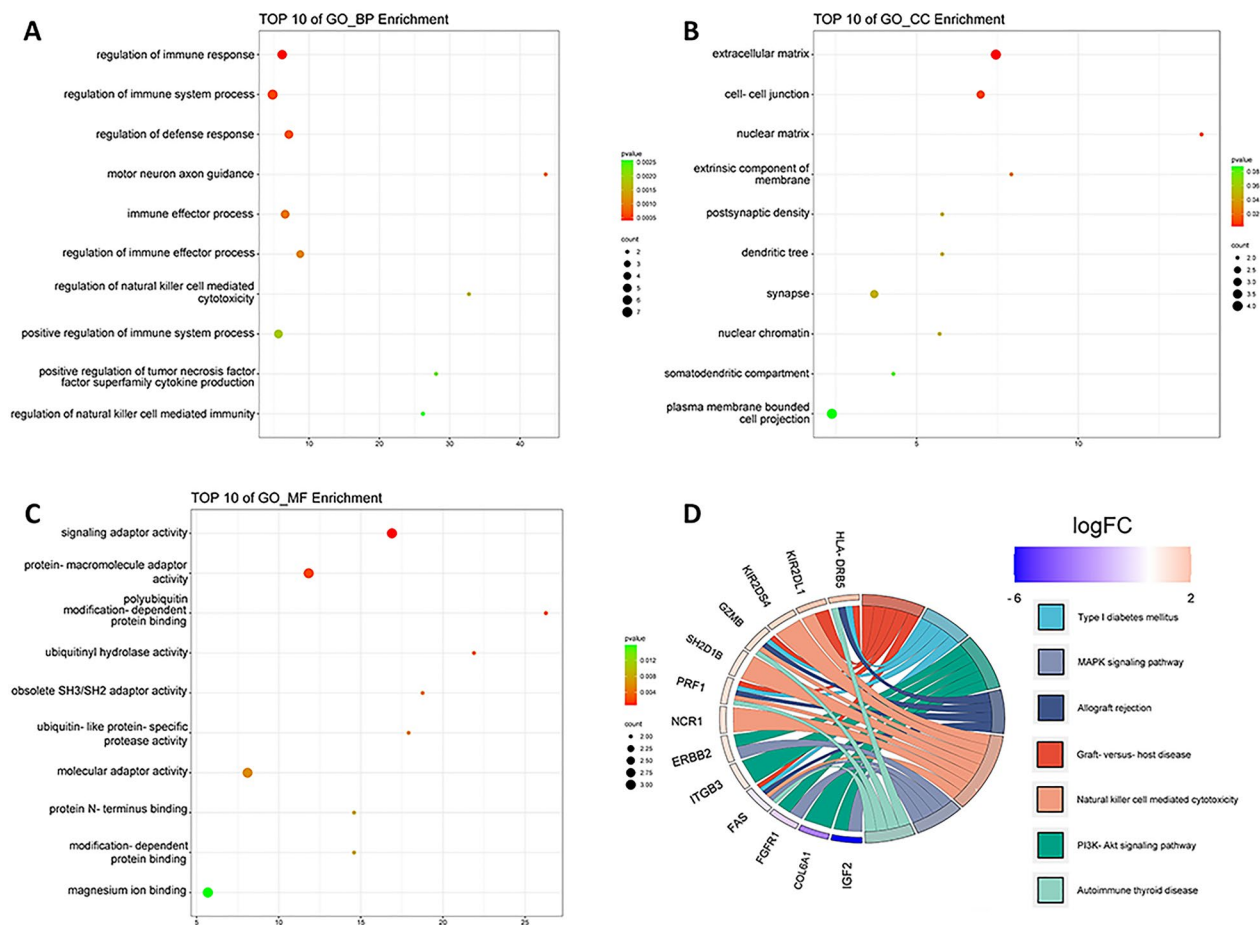 A
TOP 10 of GO_BP Enrichment
regulation of immune response
regulation of immune system process
regulation of defense response
motor neuron axon guidance
immune effector process
regulation of immune effector process
regulation of natural killer cell mediated
cytotoxicity
positive regulation of immune system process
positive regulation of tumor necrosis factor
factor superfamily cytokine production
regulation of natural killer cell mediated immunity
10 20 30 40
pvalue
0.0025
0.0020
0.0015
0.0010
0.0005
count
2
3
4
5
6
7
B
TOP 10 of GO_CC Enrichment
extracellular matrix
cell- cell junction
nuclear matrix
extrinsic component of
membrane
postsynaptic density
dendritic tree
synapse
nuclear chromatin
somatodendritic compartment
plasma membrane bounded
cell projection
5 10
pvalue
0.08
0.06
0.04
0.02
count
2.0
2.5
3.0
3.5
4.0
C
TOP 10 of GO_MF Enrichment
signaling adaptor activity
protein- macromolecule adaptor
activity
polyubiquitin
modification- dependent
protein binding
ubiquitinyl hydrolase activity
obsolete SH3/SH2 adaptor activity
ubiquitin- like protein- specific
protease activity
molecular adaptor activity
protein N- terminus binding
modification- dependent
protein binding
magnesium ion binding
5 10 15 20 25
pvalue
0.012
0.008
0.004
count
2.00
2.25
2.50
2.75
3.00
D
HLA- DRB5
KIR2DL1
KIR2DS4
GZMB
SH2D1B
PRF1
NCR1
ERBB2
ITGB3
FAS
FGFR1
COL6A1
IGF2
logFC
- 6 2
Type I diabetes mellitus
MAPK signaling pathway
Allograft rejection
Graft- versus- host disease
Natural killer cell mediated cytotoxicity
PI3K- Akt signaling pathway
Autoimmune thyroid disease